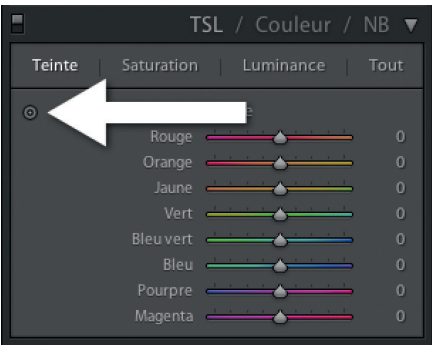 TSL / Couleur / NB
Teinte | Saturation | Luminance | Tout
Rouge 0
Orange 0
Jaune 0
Vert 0
Bleu vert 0
Bleu 0
Pourpre 0
Magenta 0